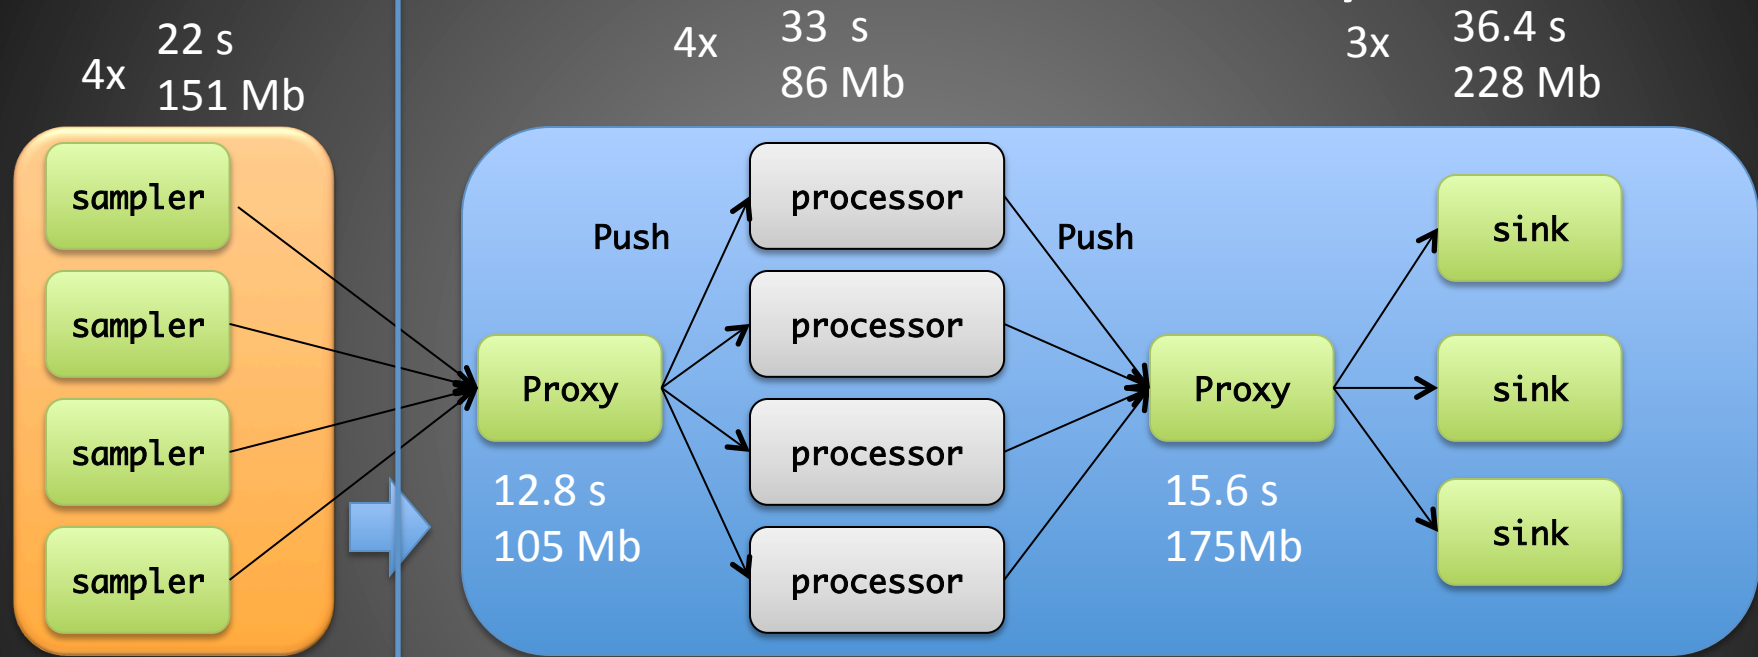 4x
22 s
151 Mb
4x
33 s
86 Mb
3x
36.4 s
228 Mb
sampler
sampler
sampler
sampler
Push
Proxy
12.8 s
105 Mb
processor
processor
processor
processor
Push
Proxy
15.6 s
175Mb
sink
sink
sink